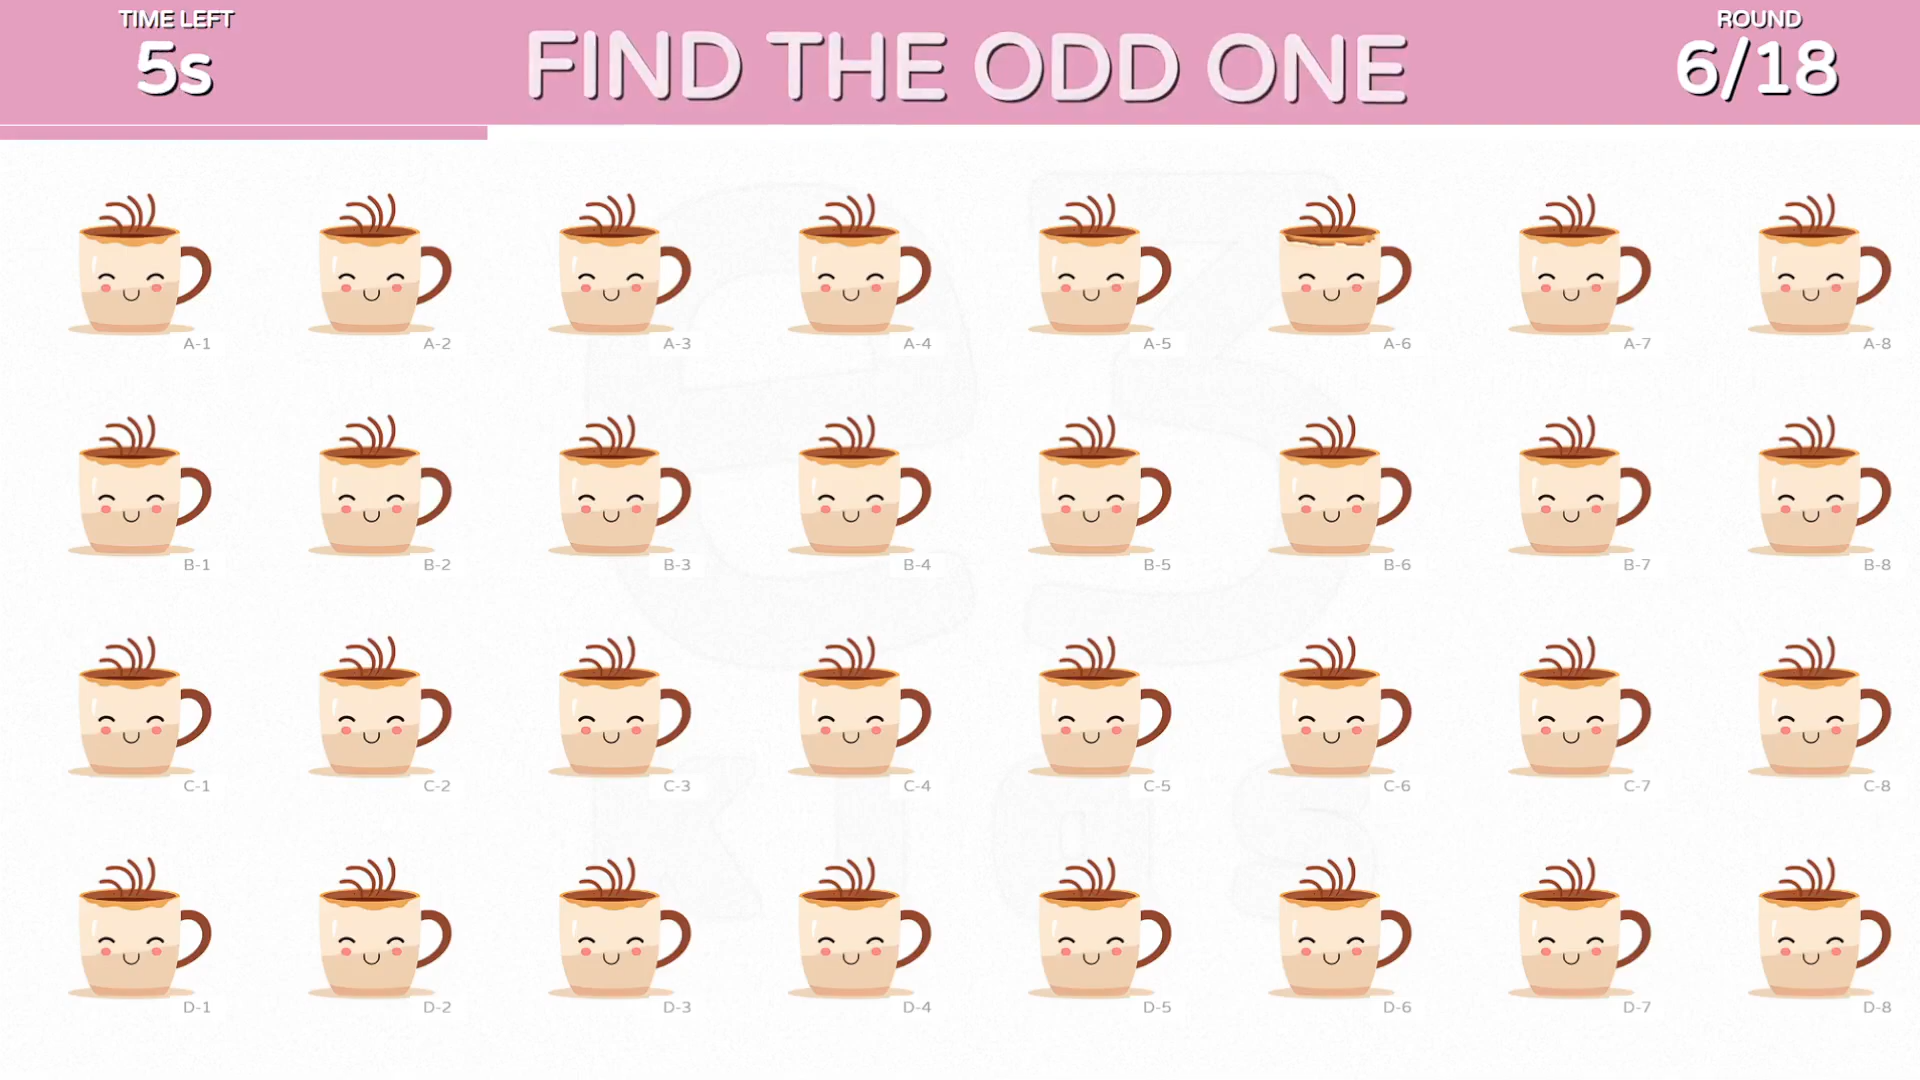 TIME LEFT
5s
FIND THE ODD ONE
ROUND
6/18
A-1 A-2 A-3 A-4 A-5 A-6 A-7 A-8
B-1 B-2 B-3 B-4 B-5 B-6 B-7 B-8
C-1 C-2 C-3 C-4 C-5 C-6 C-7 C-8
D-1 D-2 D-3 D-4 D-5 D-6 D-7 D-8